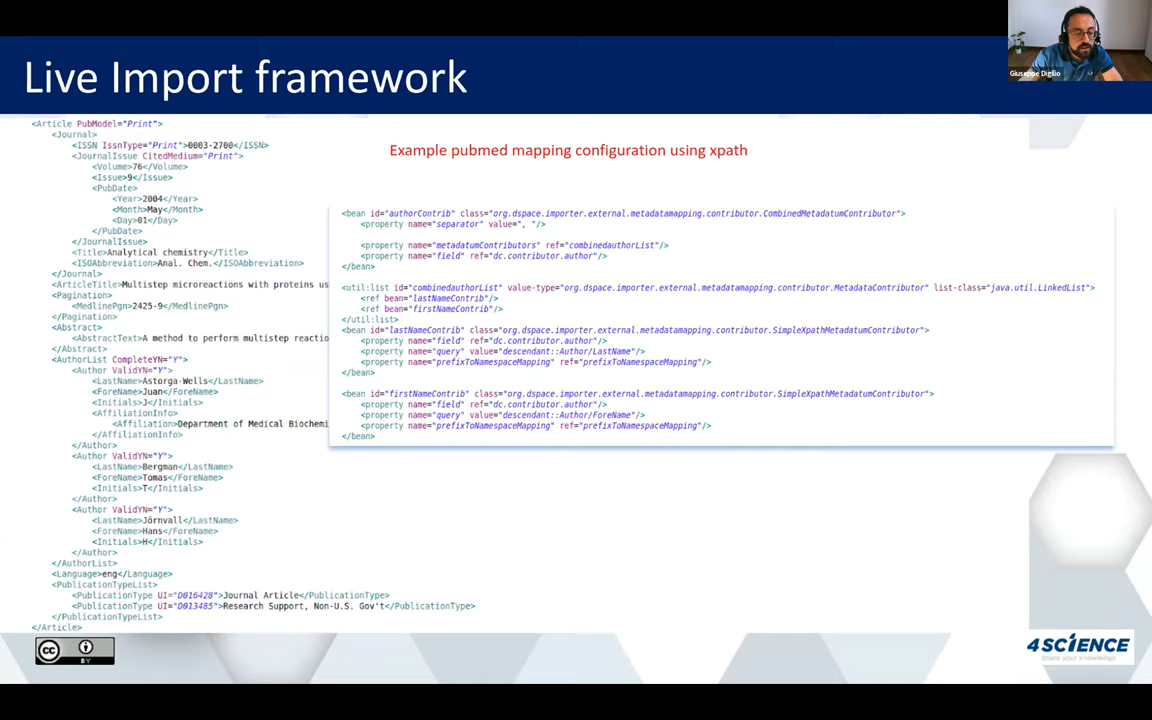 Live Import framework
Giuseppe Digilio
<Article PubModel="Print">
<Journal>
<ISSN IssnType="Print">0003-2700</ISSN>
<JournalIssue CitedMedium="Print">
<Volume>76</Volume>
<Issue>9</Issue>
<PubDate>
<Year>2004</Year>
<Month>May</Month>
<Day>01</Day>
</PubDate>
</JournalIssue>
<Title>Analytical chemistry</Title>
<ISOAbbreviation>Anal. Chem.</ISOAbbreviation>
</Journal>
<ArticleTitle>Multistep microreactions with proteins us
<Pagination>
<MedlinePgn>2425-9</MedlinePgn>
</Pagination>
<Abstract>
<AbstractText>A method to perform multistep reactio
</Abstract>
<AuthorList CompleteYN="Y">
<Author ValidYN="Y">
<LastName>Astorga-Wells</LastName>
<ForeName>Juan</ForeName>
<Initials>J</Initials>
<AffiliationInfo>
<Affiliation>Department of Medical Biochemi
</AffiliationInfo>
</Author>
<Author ValidYN="Y">
<LastName>Bergman</LastName>
<ForeName>Tomas</ForeName>
<Initials>T</Initials>
</Author>
<Author ValidYN="Y">
<LastName>Jörnvall</LastName>
<ForeName>Hans</ForeName>
<Initials>H</Initials>
</Author>
</AuthorList>
<Language>eng</Language>
<PublicationTypeList>
<PublicationType UI="D016428">Journal Article</PublicationType>
<PublicationType UI="D013485">Research Support, Non-U.S. Gov't</PublicationType>
</PublicationTypeList>
</Article>
Example pubmed mapping configuration using xpath
<bean id="authorContrib" class="org.dspace.importer.external.metadatamapping.contributor.CombinedMetadatumContributor">
<property name="separator" value=", "/>
<property name="metadatumContributors" ref="combinedauthorList"/>
<property name="field" ref="dc.contributor.author"/>
</bean>
<util:list id="combinedauthorList" value-type="org.dspace.importer.external.metadatamapping.contributor.MetadataContributor" list-class="java.util.LinkedList">
<ref bean="lastNameContrib"/>
<ref bean="firstNameContrib"/>
</util:list>
<bean id="lastNameContrib" class="org.dspace.importer.external.metadatamapping.contributor.SimpleXpathMetadatumContributor">
<property name="field" ref="dc.contributor.author"/>
<property name="query" value="descendant::Author/LastName"/>
<property name="prefixToNamespaceMapping" ref="prefixToNamespaceMapping"/>
</bean>
<bean id="firstNameContrib" class="org.dspace.importer.external.metadatamapping.contributor.SimpleXpathMetadatumContributor">
<property name="field" ref="dc.contributor.author"/>
<property name="query" value="descendant::Author/ForeName"/>
<property name="prefixToNamespaceMapping" ref="prefixToNamespaceMapping"/>
</bean>
cc
BY
4SCIENCE
Share your knowledge